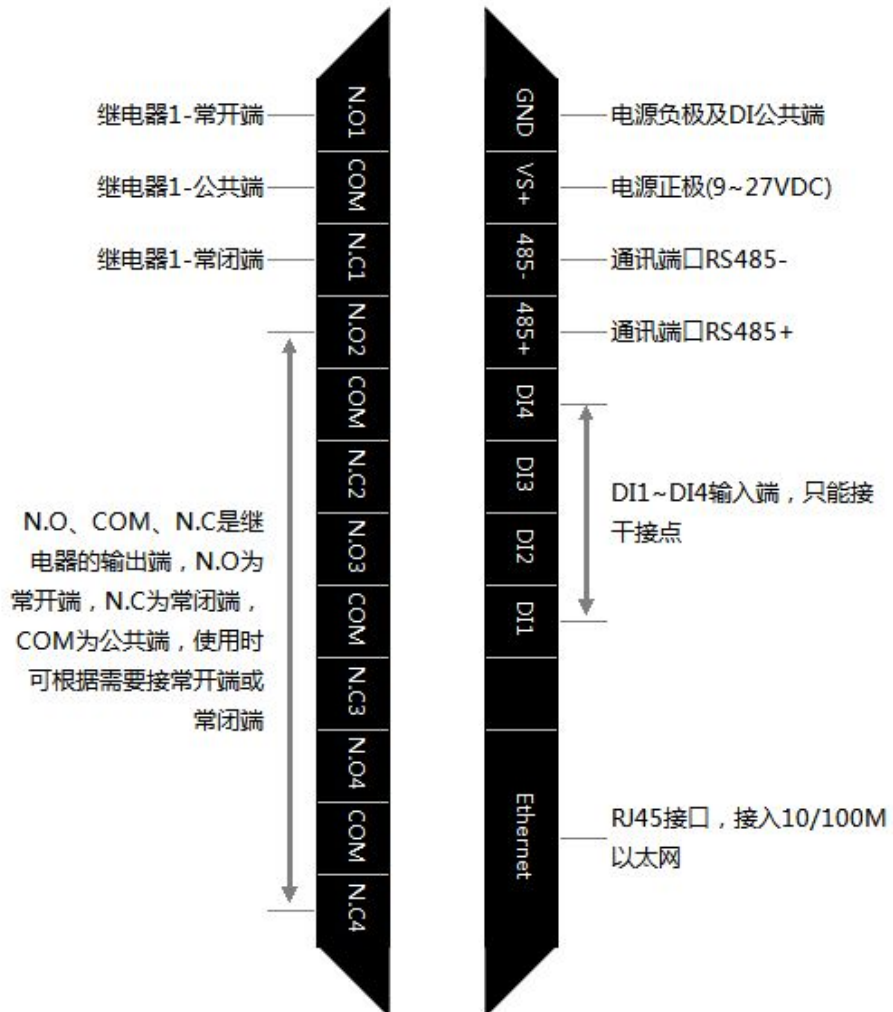 继电器1-常开端
继电器1-公共端
继电器1-常闭端
N.O、COM、N.C是继
电器的输出端，N.O为
常开端，N.C为常闭端，
COM为公共端，使用时
可根据需要接常开端或
常闭端
N.O1
COM
N.C1
N.O2
COM
N.C2
N.O3
COM
N.C3
N.O4
COM
N.C4
GND
VS+
485-
485+
DI4
DI3
DI2
DI1
Ethernet
电源负极及DI公共端
电源正极(9~27VDC)
通讯端口RS485-
通讯端口RS485+
DI1~DI4输入端，只能接
干接点
RJ45接口，接入10/100M
以太网